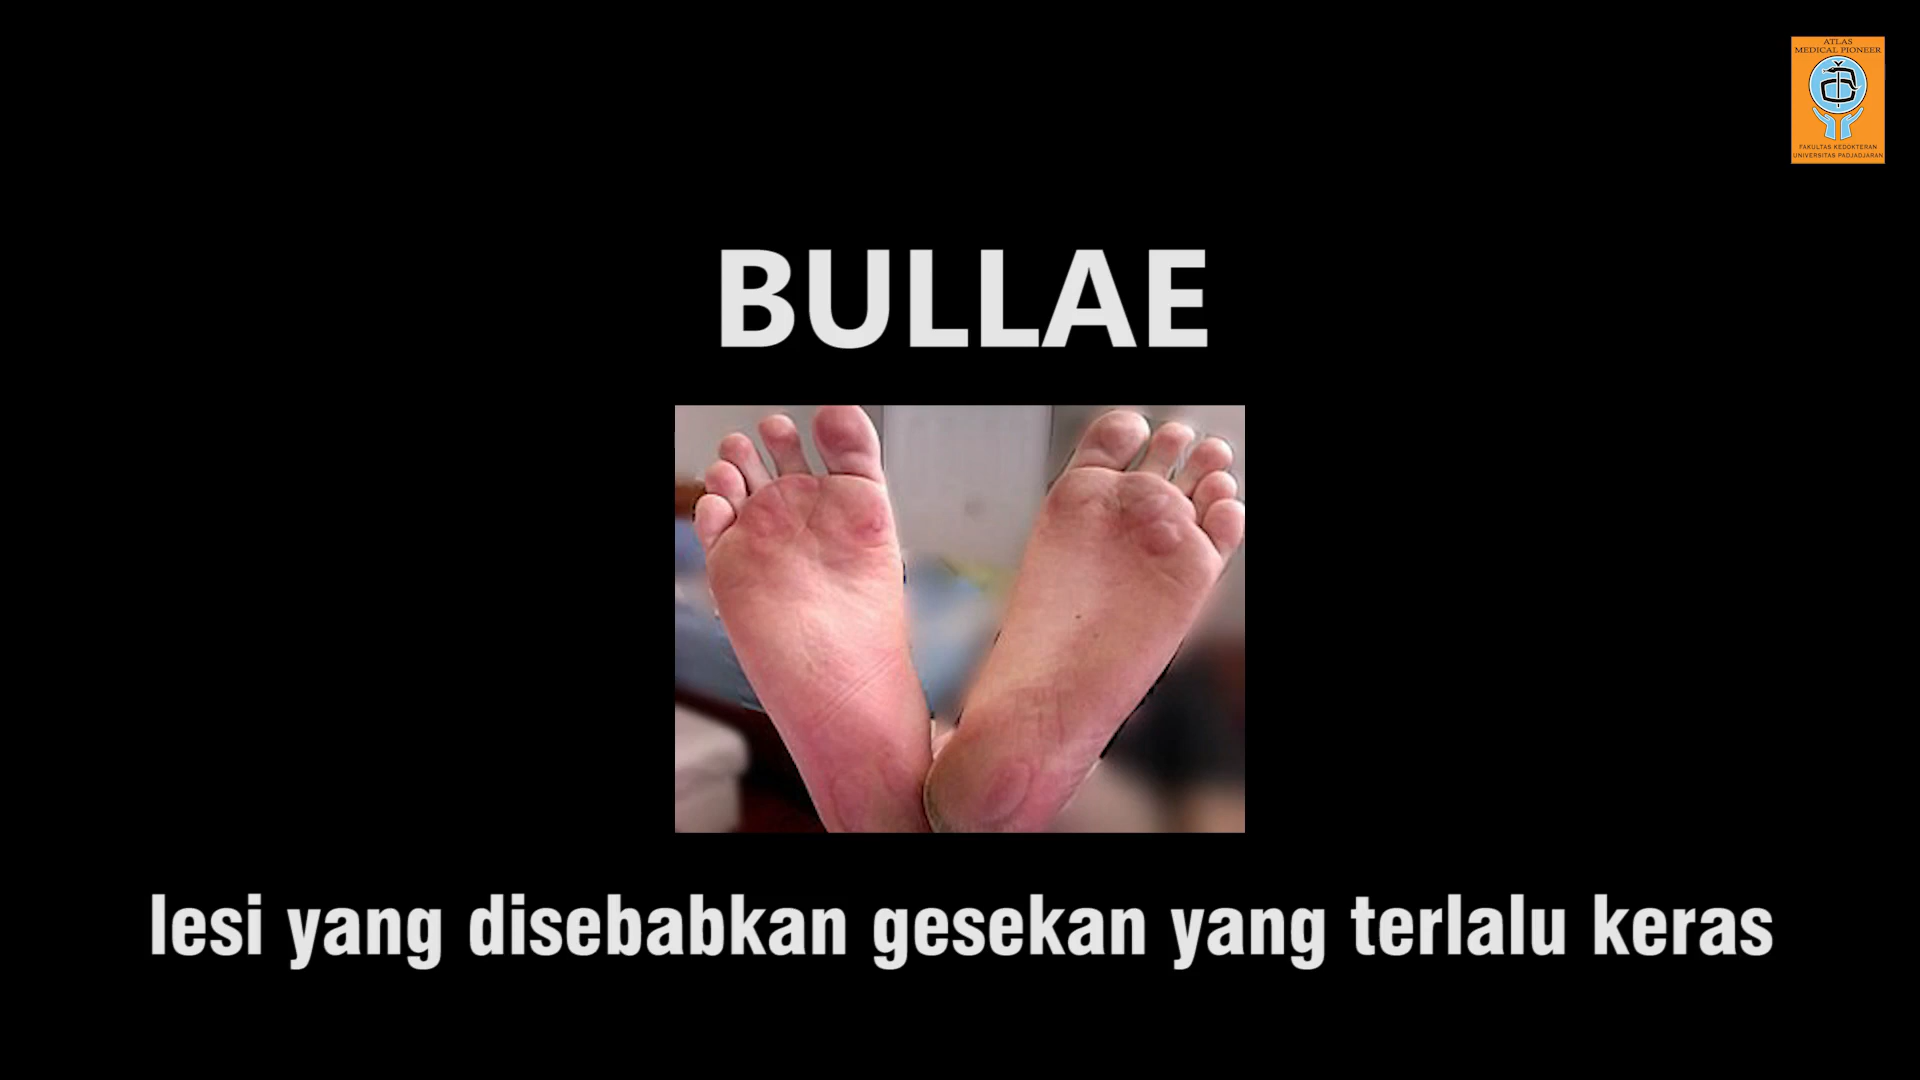 ATLAS
MEDICAL PIONEER
FAKULTAS KEDOKTERAN
UNIVERSITAS PADJADJARAN
BULLAE
lesi yang disebabkan gesekan yang terlalu keras